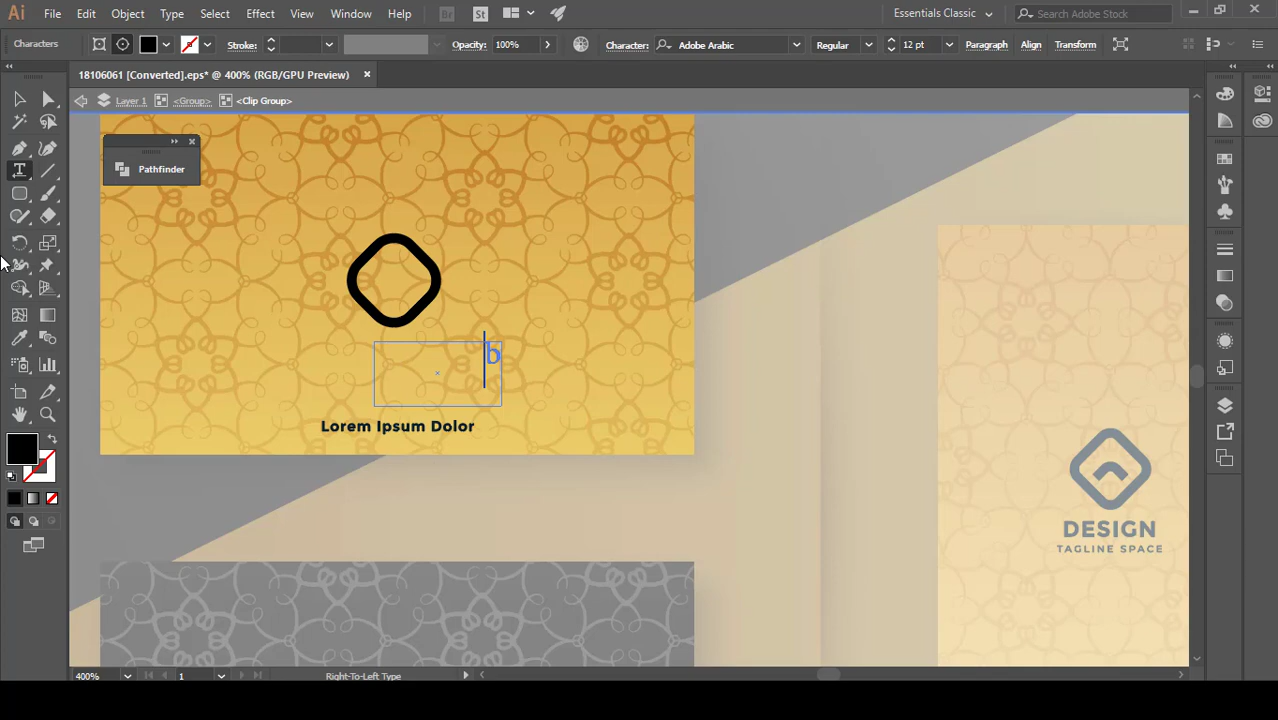 Ai File Edit Object Type Select Effect View Window Help Br St Essentials Classic Search Adobe Stock
Characters Stroke: Opacity: 100% Character: Adobe Arabic Regular 12 pt Paragraph Align Transform
18106061 [Converted].eps* @ 400% (RGB/GPU Preview)
Layer 1 <Group> <Clip Group>
Pathfinder
b
Lorem Ipsum Dolor
DESIGN
TAGLINE SPACE
400% 1 Right-To-Left Type